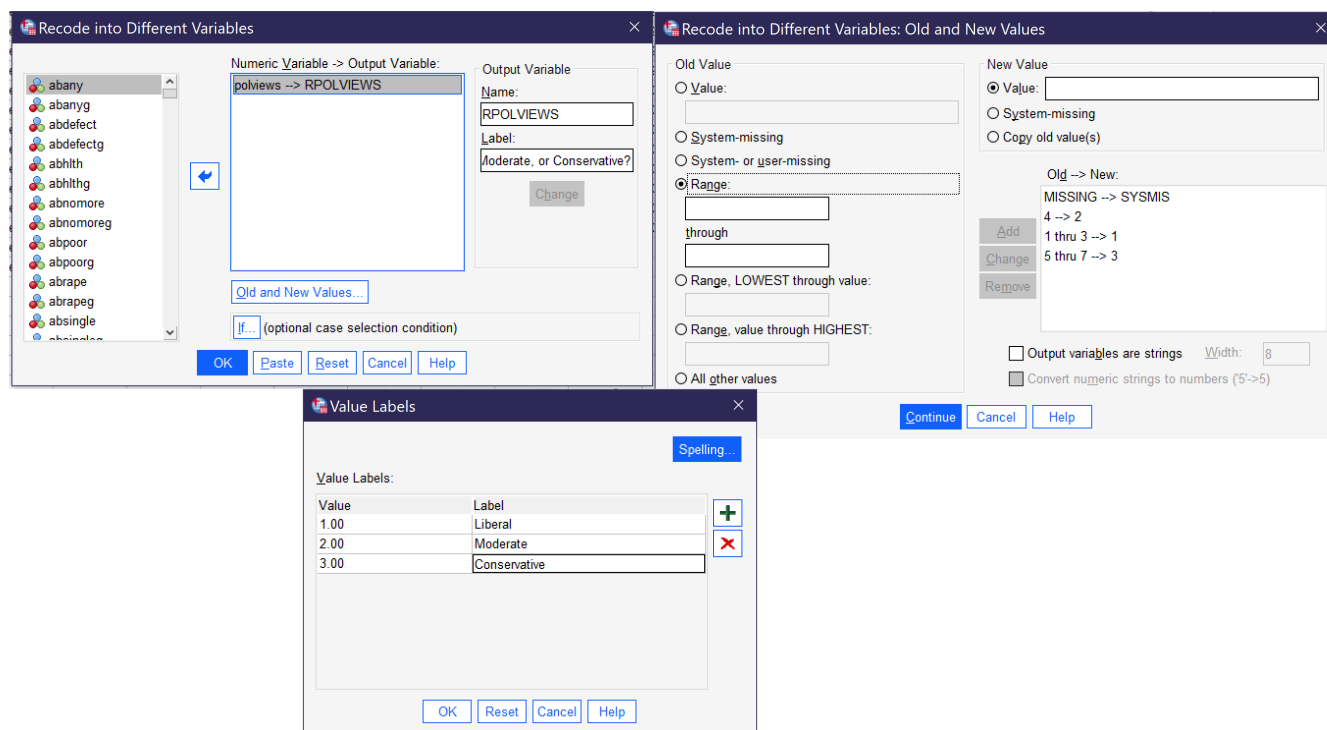 Recode into Different Variables
Numeric Variable -> Output Variable:
abany
abanyg
abdefect
abdefectg
abhlth
abhlthg
abnomore
abnomoreg
abpoor
abpoorg
abrape
abrapeg
absingle
polviews --> RPOLVIEWS
Output Variable
Name:
RPOLVIEWS
Label:
Moderate, or Conservative?
Change
Old and New Values...
If... (optional case selection condition)
OK Paste Reset Cancel Help
Recode into Different Variables: Old and New Values
Old Value
Value:
System-missing
System- or user-missing
Range:
through
Range, LOWEST through value:
Range, value through HIGHEST:
All other values
New Value
Value:
System-missing
Copy old value(s)
Old --> New:
MISSING --> SYSMIS
4 --> 2
1 thru 3 --> 1
5 thru 7 --> 3
Add
Change
Remove
Output variables are strings Width: 8
Convert numeric strings to numbers ('5'->5)
Continue Cancel Help
Value Labels
Spelling...
Value Labels:
Value Label
1.00 Liberal
2.00 Moderate
3.00 Conservative
OK Reset Cancel Help